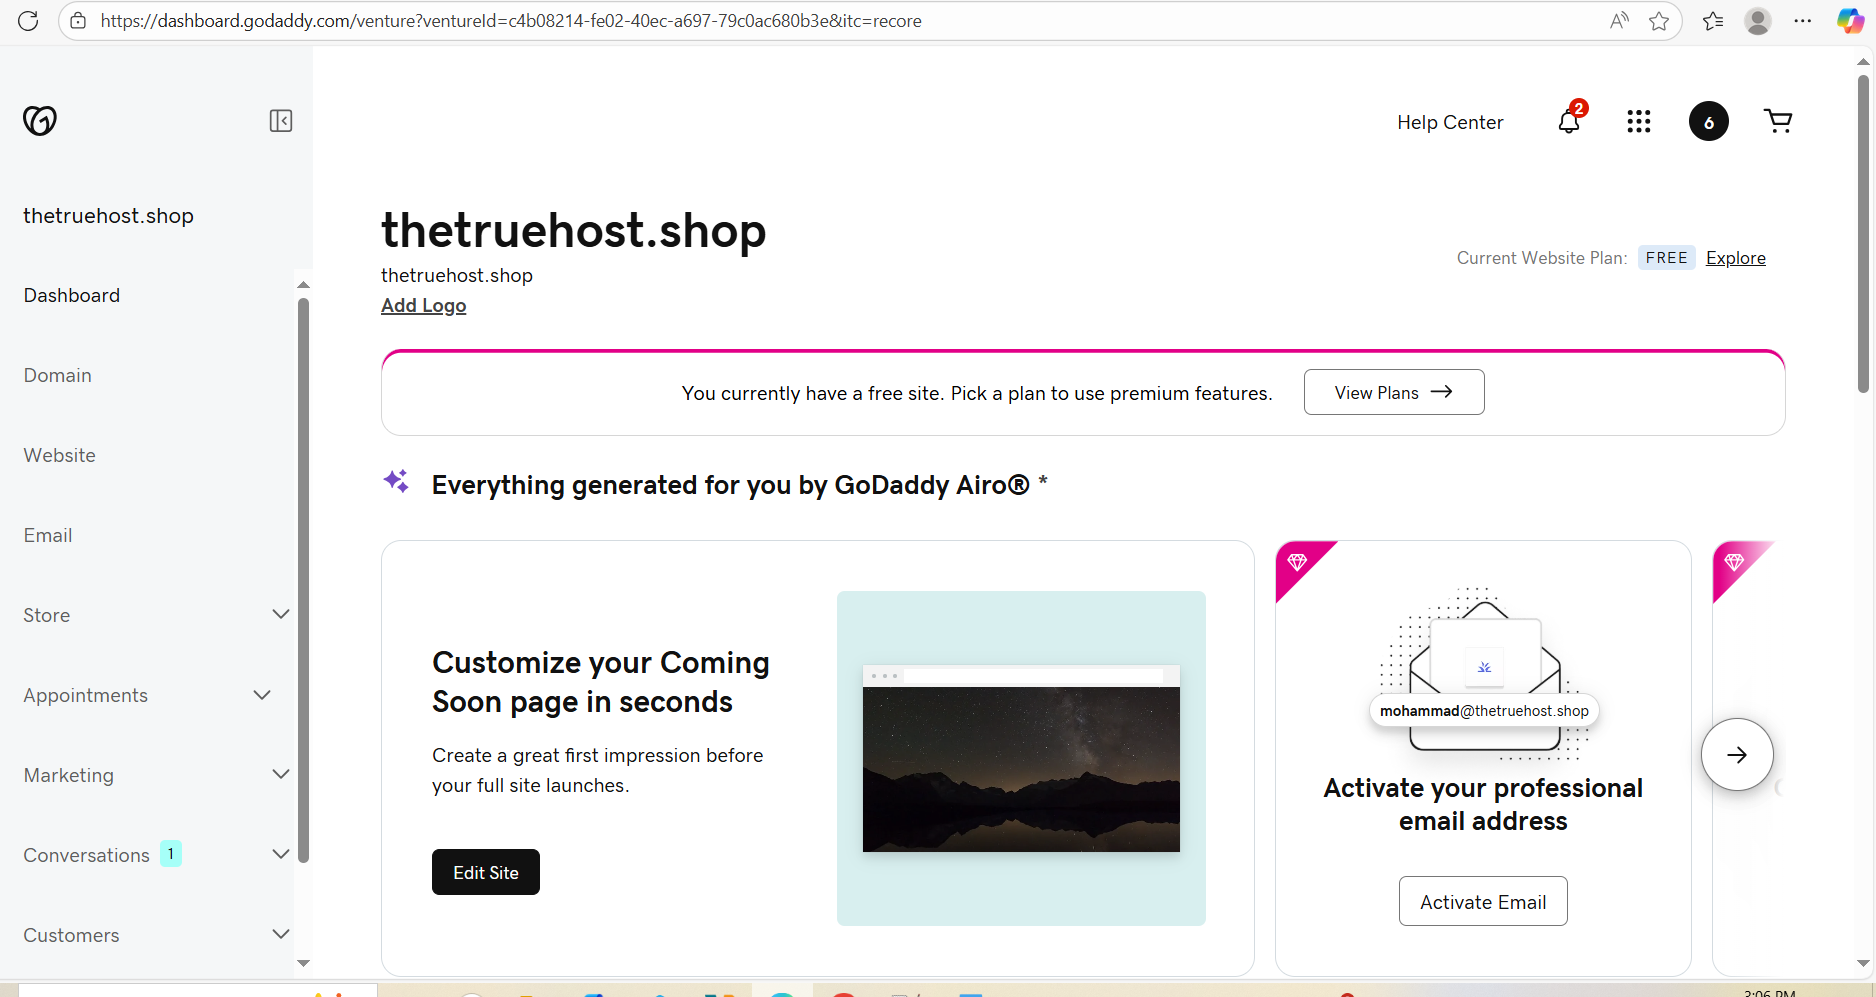 https://dashboard.godaddy.com/venture?ventureId=c4b08214-fe02-40ec-a697-79c0ac680b3e&itc=recore
Help Center
2
6
thetruehost.shop
Dashboard
Domain
Website
Email
Store
Appointments
Marketing
Conversations 1
Customers
thetruehost.shop
thetruehost.shop
Add Logo
Current Website Plan: FREE Explore
You currently have a free site. Pick a plan to use premium features.
View Plans
Everything generated for you by GoDaddy Airo® *
Customize your Coming
Soon page in seconds
Create a great first impression before
your full site launches.
Edit Site
mohammad@thetruehost.shop
Activate your professional
email address
Activate Email
3:06 PM